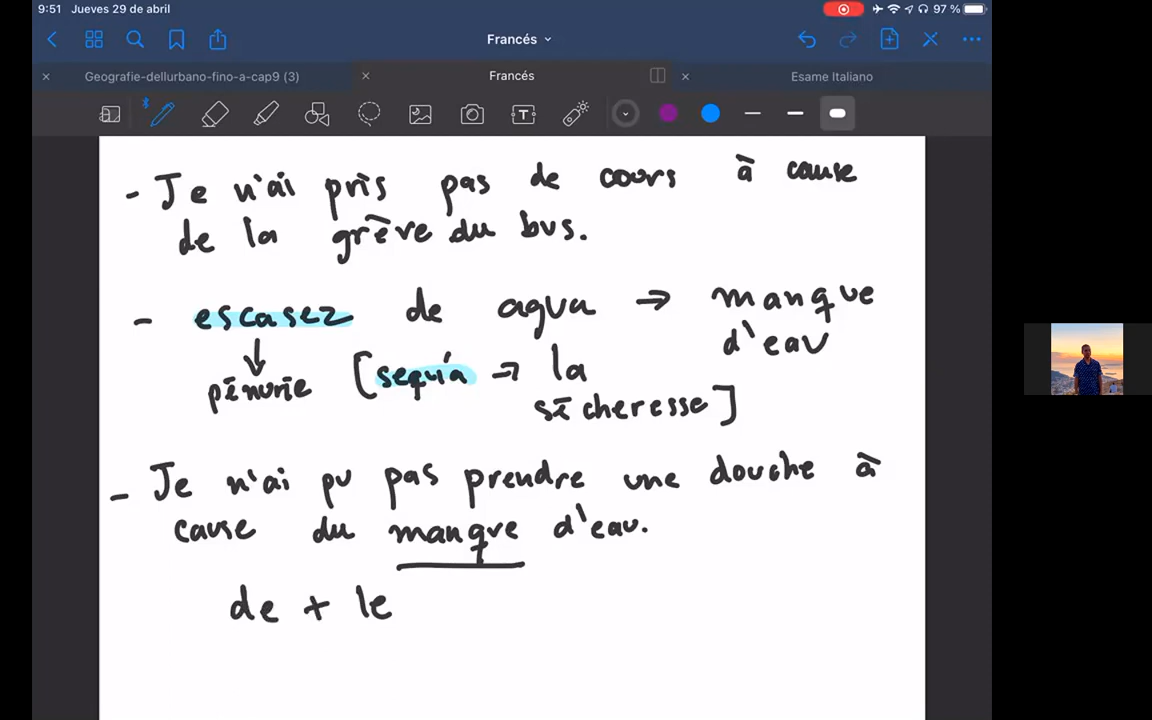 9:51 Jueves 29 de abril
97 %
Francés
Geografie-dellurbano-fino-a-cap9 (3)
Francés
Esame Italiano
- Je n'ai pris pas de cours à cause
de la grève du bus.
- escasez de agua → manque
d'eau
pénurie [sequía → la
sécheresse]
- Je n'ai pu pas prendre une douche à
cause du manque d'eau.
de + le